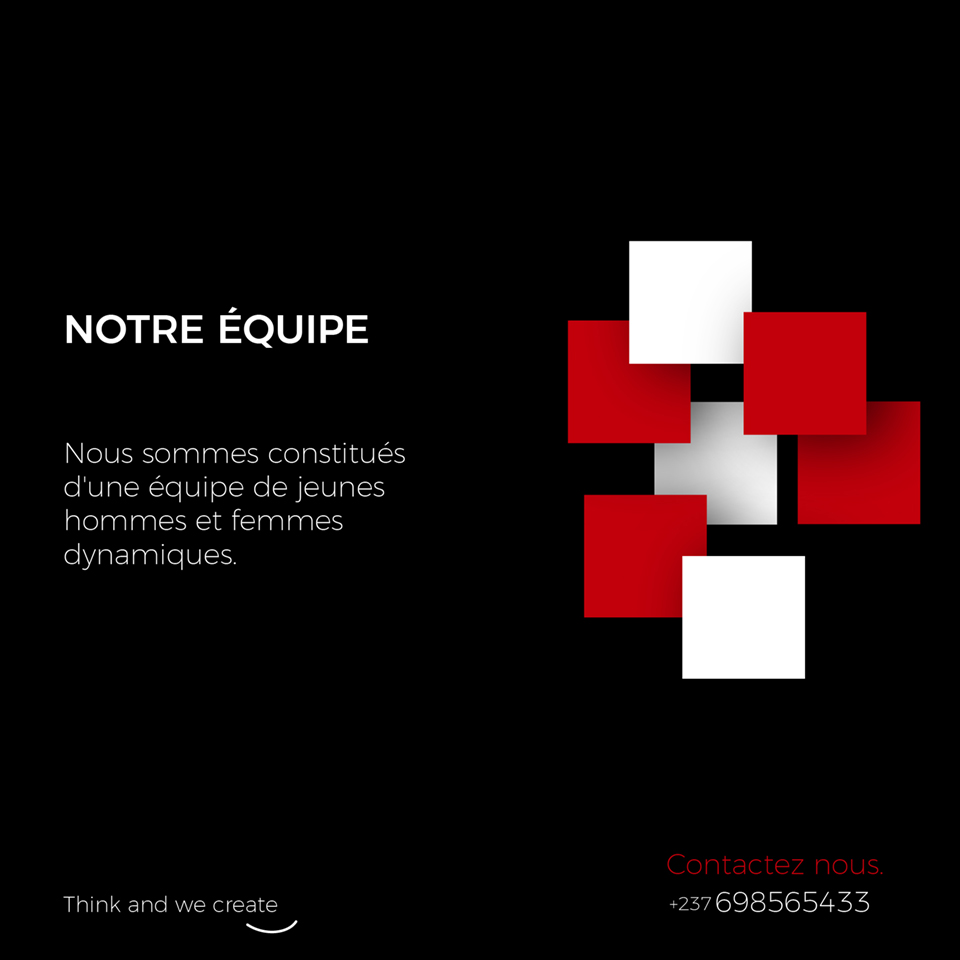 NOTRE ÉQUIPE
Nous sommes constitués
d'une équipe de jeunes
hommes et femmes
dynamiques.
Contactez nous.
+237 698565433
Think and we create